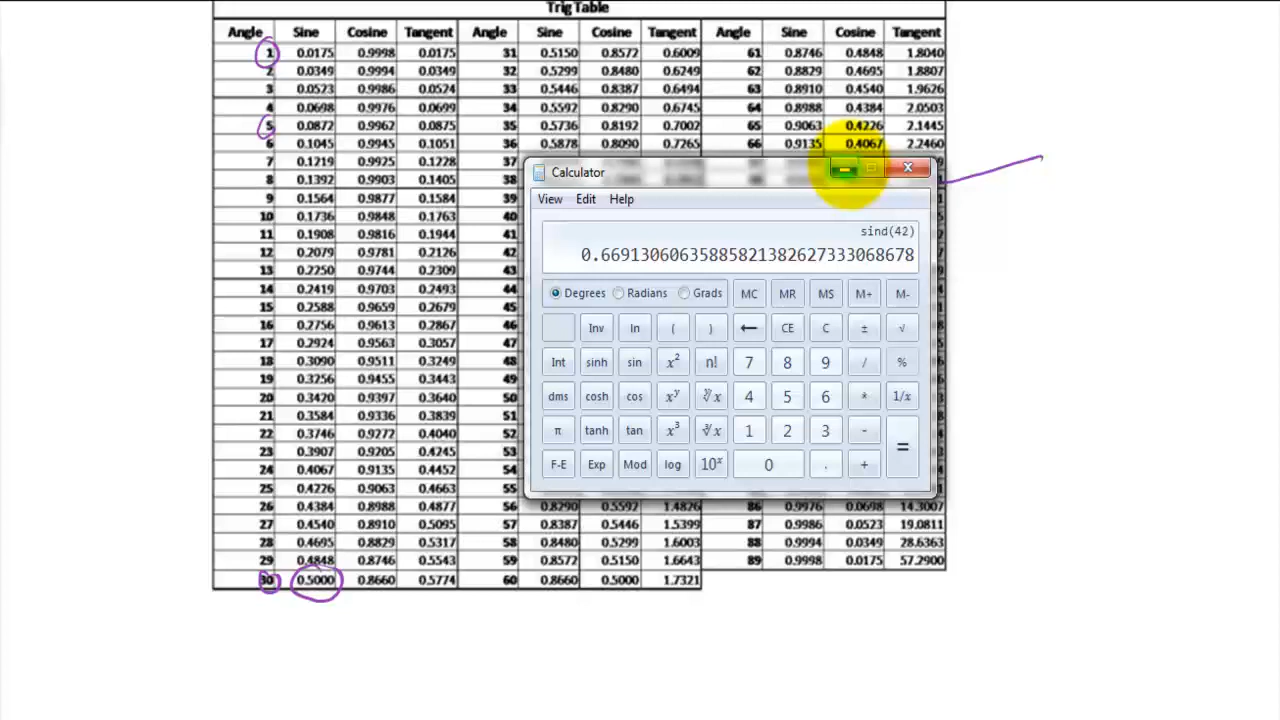 Trig Table
Angle Sine Cosine Tangent Angle Sine Cosine Tangent Angle Sine Cosine Tangent
1 0.0175 0.9998 0.0175 31 0.5150 0.8572 0.6009 61 0.8746 0.4848 1.8040
2 0.0349 0.9994 0.0349 32 0.5299 0.8480 0.6249 62 0.8829 0.4695 1.8807
3 0.0523 0.9986 0.0524 33 0.5446 0.8387 0.6494 63 0.8910 0.4540 1.9626
4 0.0698 0.9976 0.0699 34 0.5592 0.8290 0.6745 64 0.8988 0.4384 2.0503
5 0.0872 0.9962 0.0875 35 0.5736 0.8192 0.7002 65 0.9063 0.4226 2.1445
6 0.1045 0.9945 0.1051 36 0.5878 0.8090 0.7265 66 0.9135 0.4067 2.2460
7 0.1219 0.9925 0.1228 37
8 0.1392 0.9903 0.1405 38
9 0.1564 0.9877 0.1584 39
10 0.1736 0.9848 0.1763 40
11 0.1908 0.9816 0.1944 41
12 0.2079 0.9781 0.2126 42
13 0.2250 0.9744 0.2309 43
14 0.2419 0.9703 0.2493 44
15 0.2588 0.9659 0.2679 45
16 0.2756 0.9613 0.2867 46
17 0.2924 0.9563 0.3057 47
18 0.3090 0.9511 0.3249 48
19 0.3256 0.9455 0.3443 49
20 0.3420 0.9397 0.3640 50
21 0.3584 0.9336 0.3839 51
22 0.3746 0.9272 0.4040 52
23 0.3907 0.9205 0.4245 53
24 0.4067 0.9135 0.4452 54
25 0.4226 0.9063 0.4663 55
26 0.4384 0.8988 0.4877 56 0.8290 0.5592 1.4826 86 0.9976 0.0698 14.3007
27 0.4540 0.8910 0.5095 57 0.8387 0.5446 1.5399 87 0.9986 0.0523 19.0811
28 0.4695 0.8829 0.5317 58 0.8480 0.5299 1.6003 88 0.9994 0.0349 28.6363
29 0.4848 0.8746 0.5543 59 0.8572 0.5150 1.6643 89 0.9998 0.0175 57.2900
30 0.5000 0.8660 0.5774 60 0.8660 0.5000 1.7321
Calculator
View Edit Help
sind(42)
0.66913060635885821382627333068678
Degrees Radians Grads MC MR MS M+ M-
Inv ln ( ) ← CE C ± √
Int sinh sin x² n! 7 8 9 / %
dms cosh cos xʸ ʸ√x 4 5 6 * 1/x
π tanh tan x³ ³√x 1 2 3 - =
F-E Exp Mod log 10ˣ 0 . +